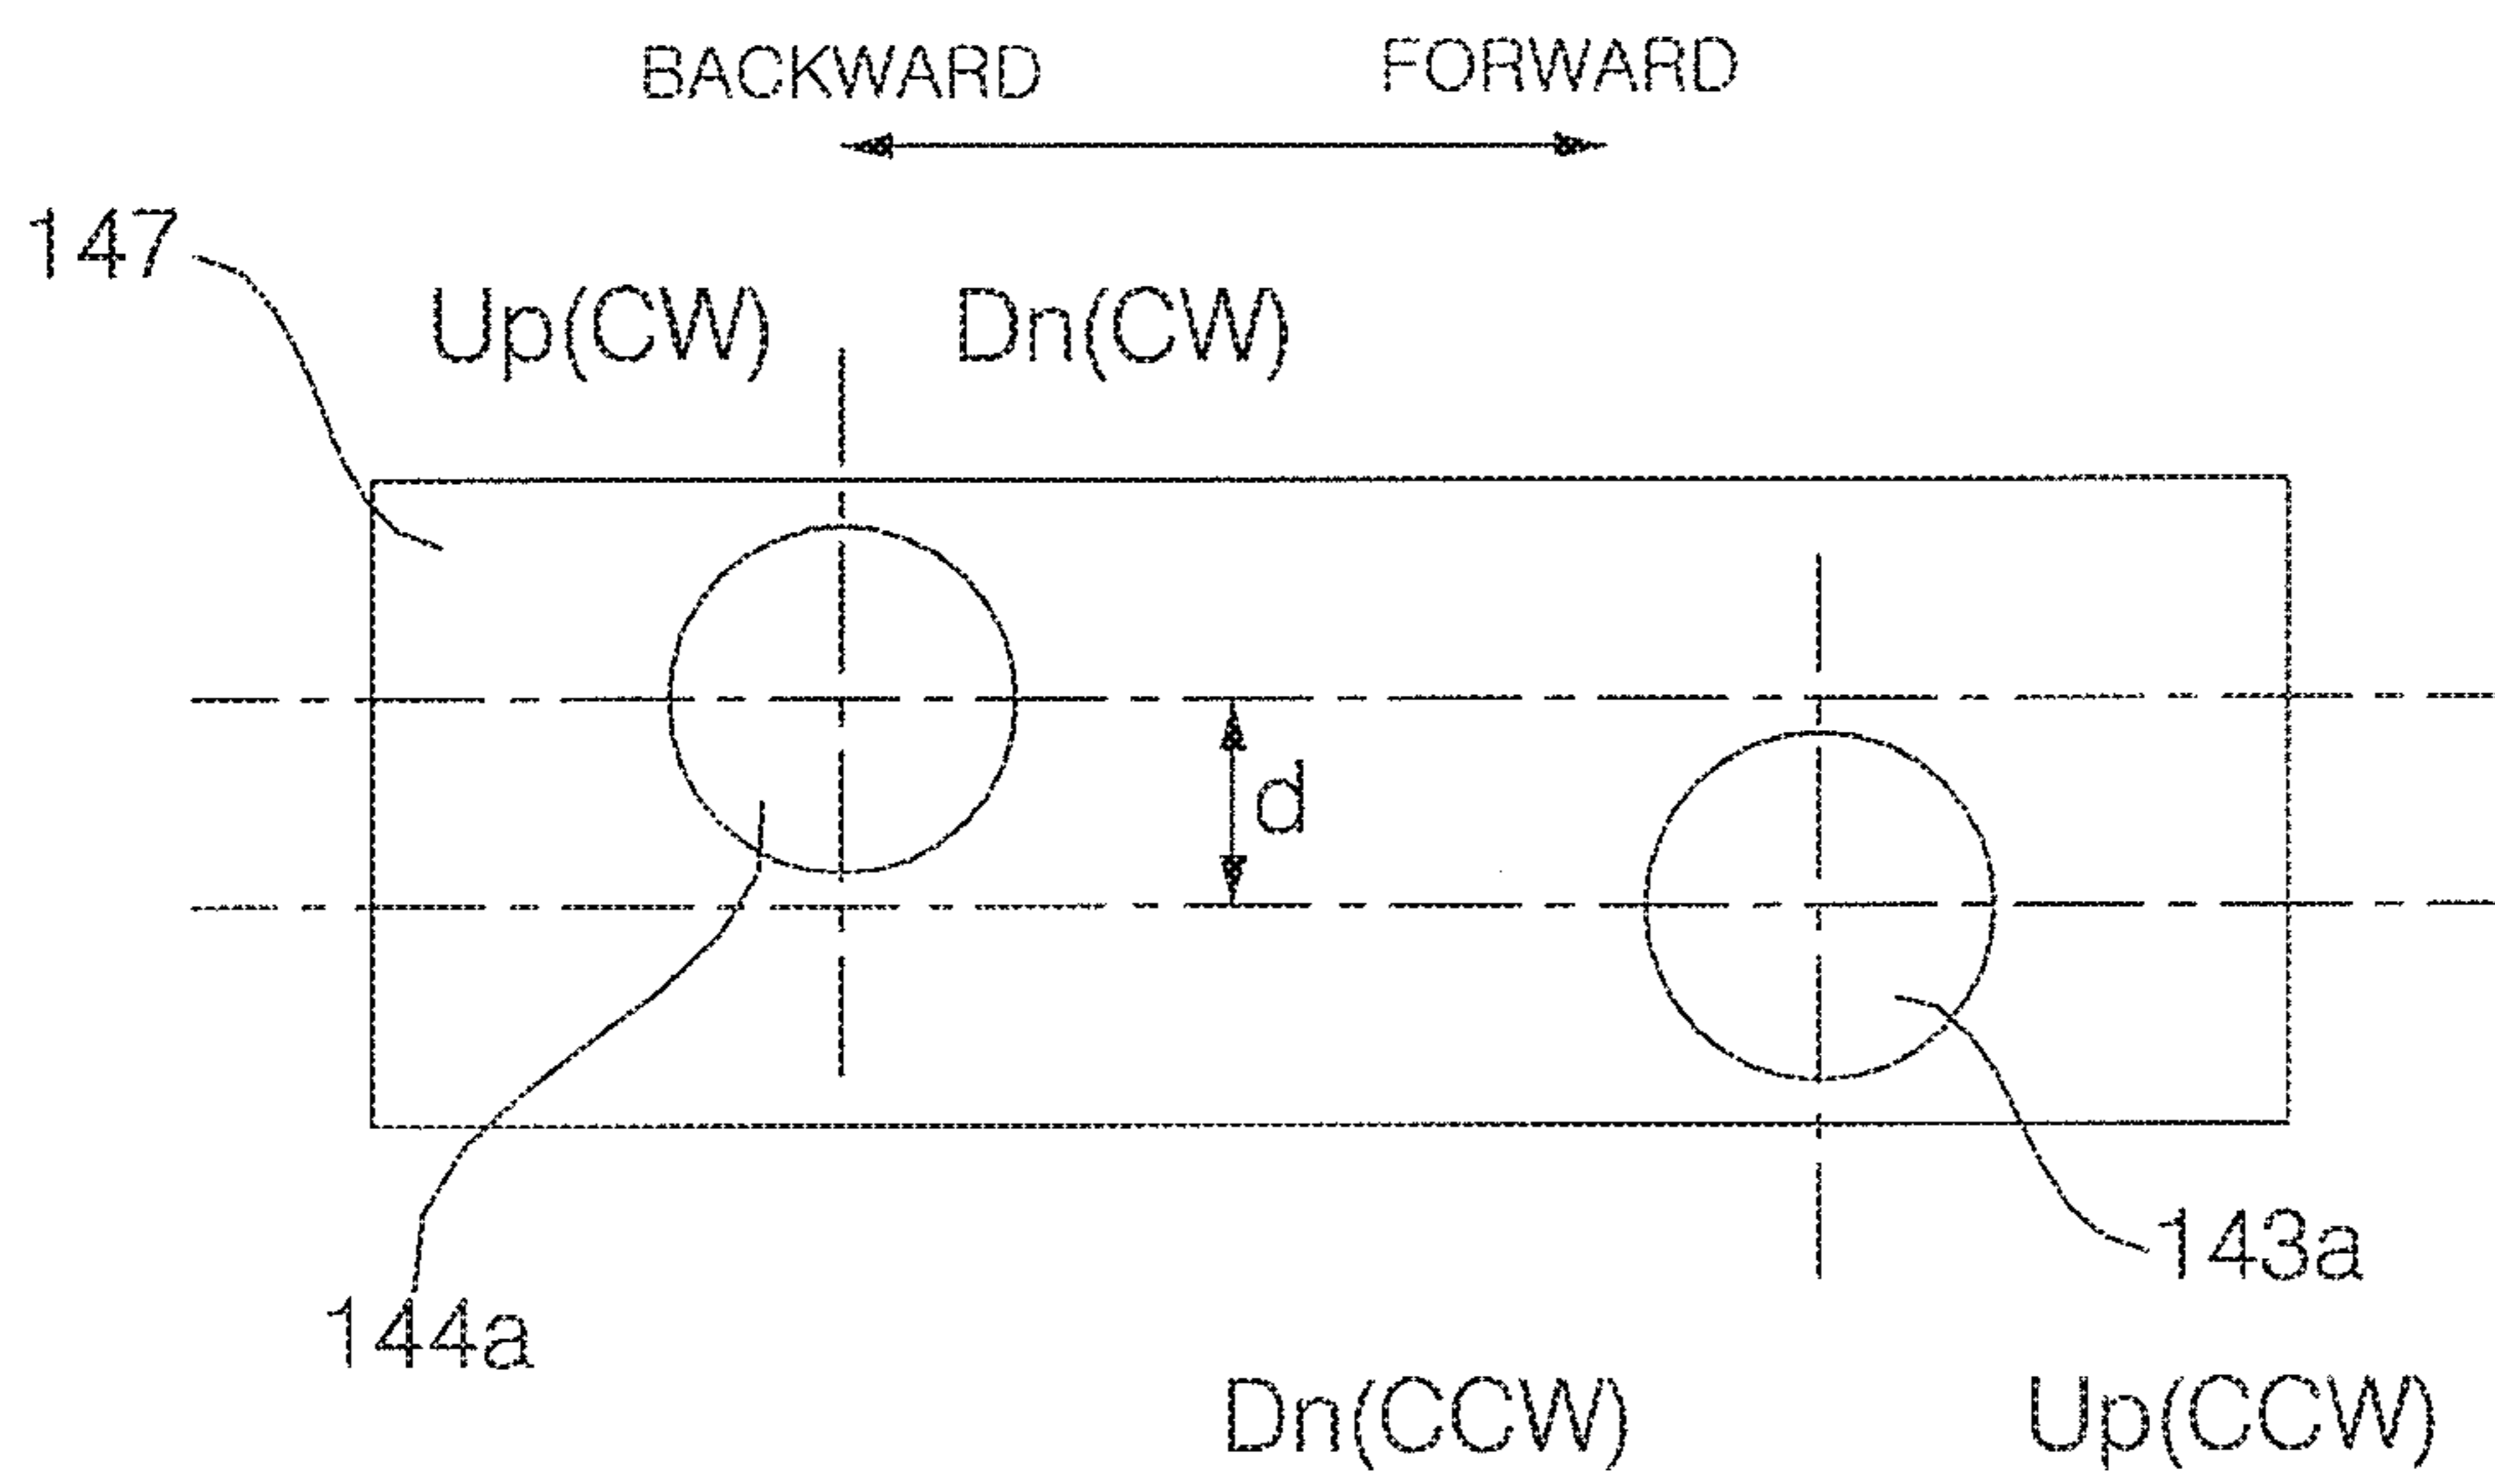 BACKWARD FORWARD
147
Up(CW) Dn(CW)
d
143a
144a
Dn(CCW) Up(CCW)